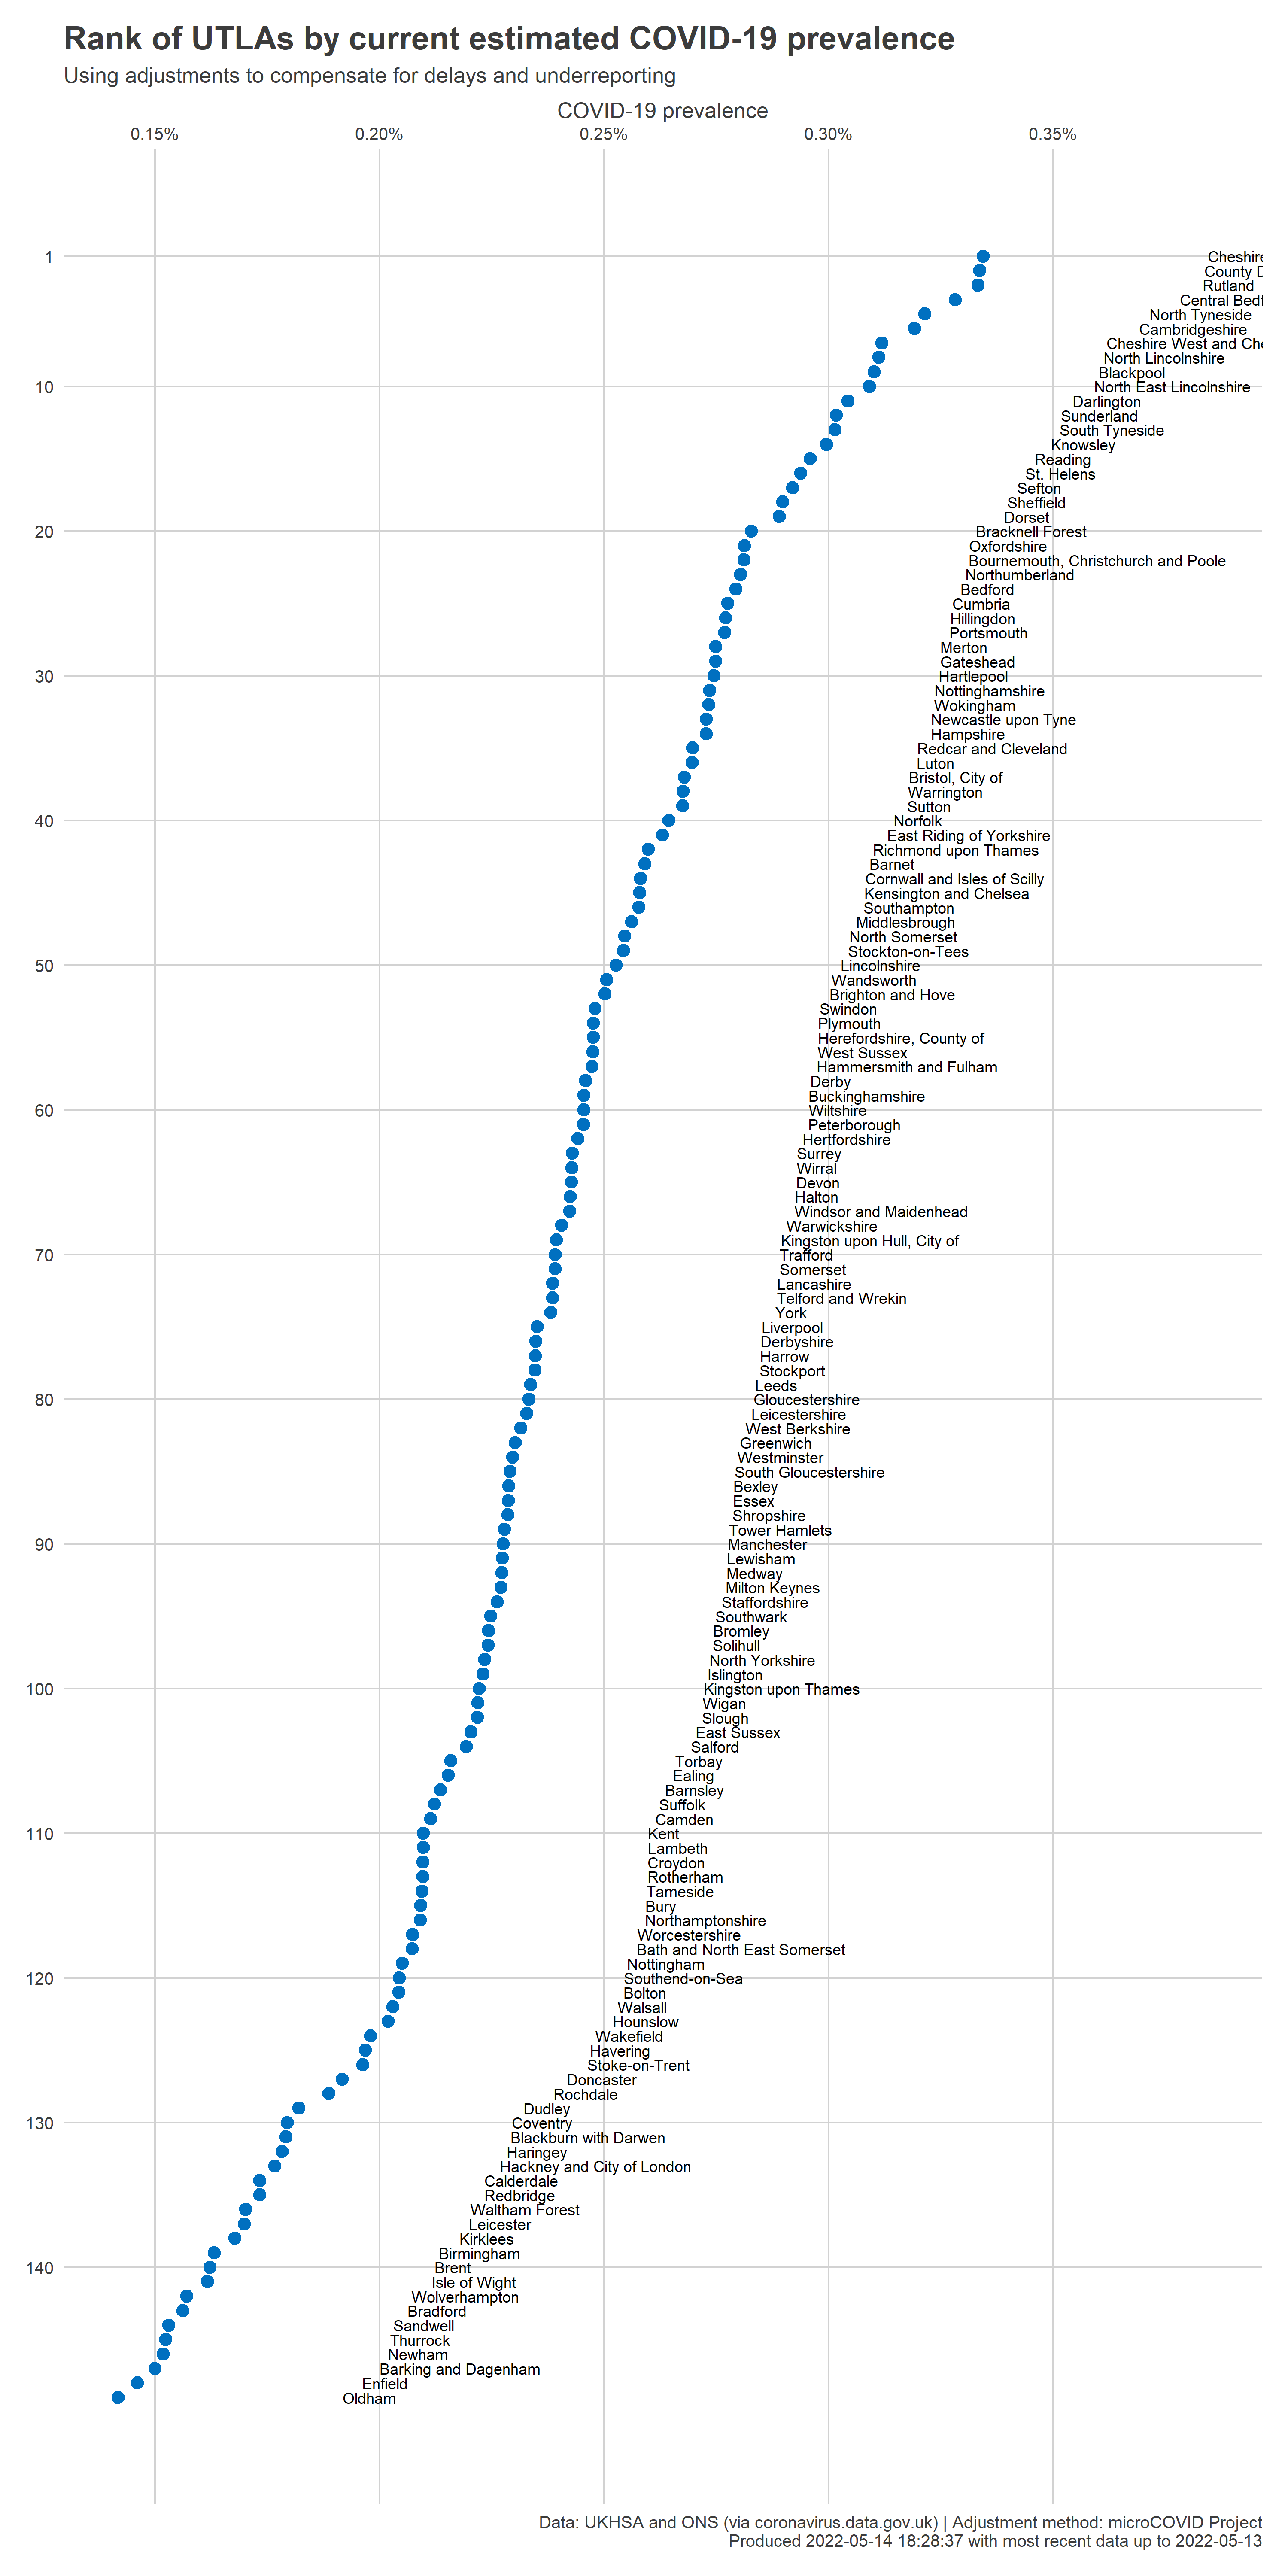 Rank of UTLAs by current estimated COVID-19 prevalence
Using adjustments to compensate for delays and underreporting
COVID-19 prevalence
0.15% 0.20% 0.25% 0.30% 0.35%
1 Cheshire
County D
Rutland
Central Bedf
North Tyneside
Cambridgeshire
Cheshire West and Che
North Lincolnshire
Blackpool
10 North East Lincolnshire
Darlington
Sunderland
South Tyneside
Knowsley
Reading
St. Helens
Sefton
Sheffield
Dorset
20 Bracknell Forest
Oxfordshire
Bournemouth, Christchurch and Poole
Northumberland
Bedford
Cumbria
Hillingdon
Portsmouth
Merton
Gateshead
30 Hartlepool
Nottinghamshire
Wokingham
Newcastle upon Tyne
Hampshire
Redcar and Cleveland
Luton
Bristol, City of
Warrington
Sutton
40 Norfolk
East Riding of Yorkshire
Richmond upon Thames
Barnet
Cornwall and Isles of Scilly
Kensington and Chelsea
Southampton
Middlesbrough
North Somerset
Stockton-on-Tees
50 Lincolnshire
Wandsworth
Brighton and Hove
Swindon
Plymouth
Herefordshire, County of
West Sussex
Hammersmith and Fulham
Derby
Buckinghamshire
60 Wiltshire
Peterborough
Hertfordshire
Surrey
Wirral
Devon
Halton
Windsor and Maidenhead
Warwickshire
Kingston upon Hull, City of
70 Trafford
Somerset
Lancashire
Telford and Wrekin
York
Liverpool
Derbyshire
Harrow
Stockport
Leeds
80 Gloucestershire
Leicestershire
West Berkshire
Greenwich
Westminster
South Gloucestershire
Bexley
Essex
Shropshire
Tower Hamlets
90 Manchester
Lewisham
Medway
Milton Keynes
Staffordshire
Southwark
Bromley
Solihull
North Yorkshire
Islington
100 Kingston upon Thames
Wigan
Slough
East Sussex
Salford
Torbay
Ealing
Barnsley
Suffolk
Camden
110 Kent
Lambeth
Croydon
Rotherham
Tameside
Bury
Northamptonshire
Worcestershire
Bath and North East Somerset
Nottingham
120 Southend-on-Sea
Bolton
Walsall
Hounslow
Wakefield
Havering
Stoke-on-Trent
Doncaster
Rochdale
Dudley
130 Coventry
Blackburn with Darwen
Haringey
Hackney and City of London
Calderdale
Redbridge
Waltham Forest
Leicester
Kirklees
Birmingham
140 Brent
Isle of Wight
Wolverhampton
Bradford
Sandwell
Thurrock
Newham
Barking and Dagenham
Enfield
Oldham
Data: UKHSA and ONS (via coronavirus.data.gov.uk) | Adjustment method: microCOVID Project
Produced 2022-05-14 18:28:37 with most recent data up to 2022-05-13